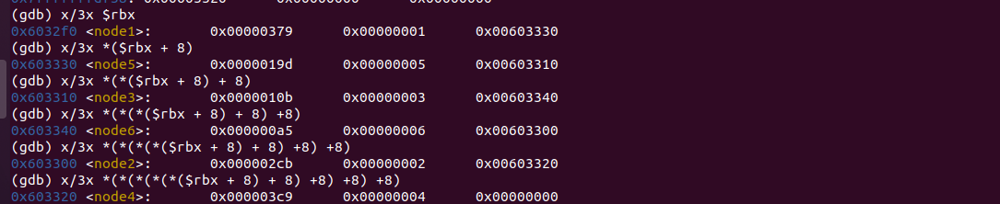 (gdb) x/3x $rbx
0x6032f0 <node1>: 0x00000379 0x00000001 0x00603330
(gdb) x/3x *($rbx + 8)
0x603330 <node5>: 0x0000019d 0x00000005 0x00603310
(gdb) x/3x *(*($rbx + 8) + 8)
0x603310 <node3>: 0x0000010b 0x00000003 0x00603340
(gdb) x/3x *(*(*($rbx + 8) + 8) +8)
0x603340 <node6>: 0x000000a5 0x00000006 0x00603300
(gdb) x/3x *(*(*(*($rbx + 8) + 8) +8) +8)
0x603300 <node2>: 0x000002cb 0x00000002 0x00603320
(gdb) x/3x *(*(*(*(*($rbx + 8) + 8) +8) +8) +8)
0x603320 <node4>: 0x000003c9 0x00000004 0x00000000